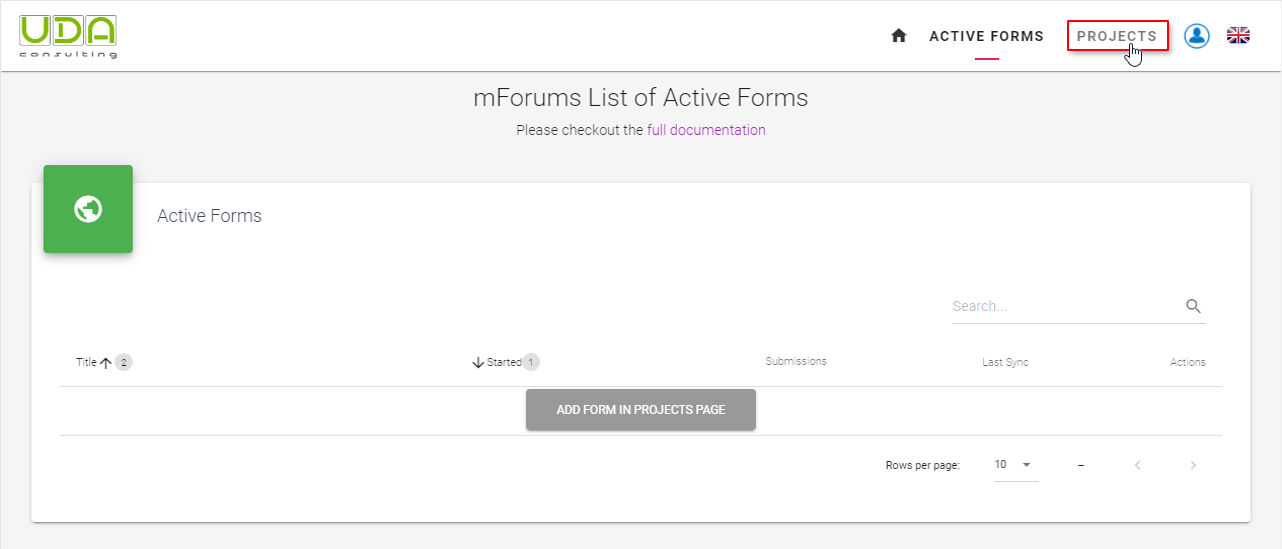 UDA
consulting
ACTIVE FORMS PROJECTS
mForums List of Active Forms
Please checkout the full documentation
Active Forms
Search...
Title 2 Started 1 Submissions Last Sync Actions
ADD FORM IN PROJECTS PAGE
Rows per page: 10 –